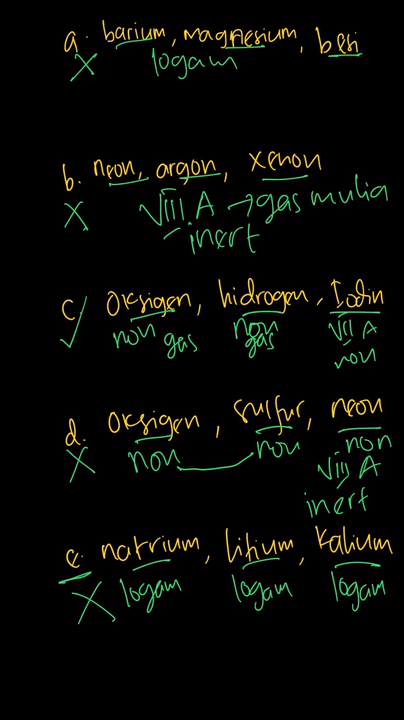 a. barium, magnesium, besi
X logam
b. neon, argon, xenon
X VIII A → gas mulia
inert
c. oksigen, hidrogen, Iodin
✓ non gas non gas VII A
non
d. oksigen, sulfur, neon
X non non non
VIII A
inert
e. natrium, litium, kalium
X logam logam logam